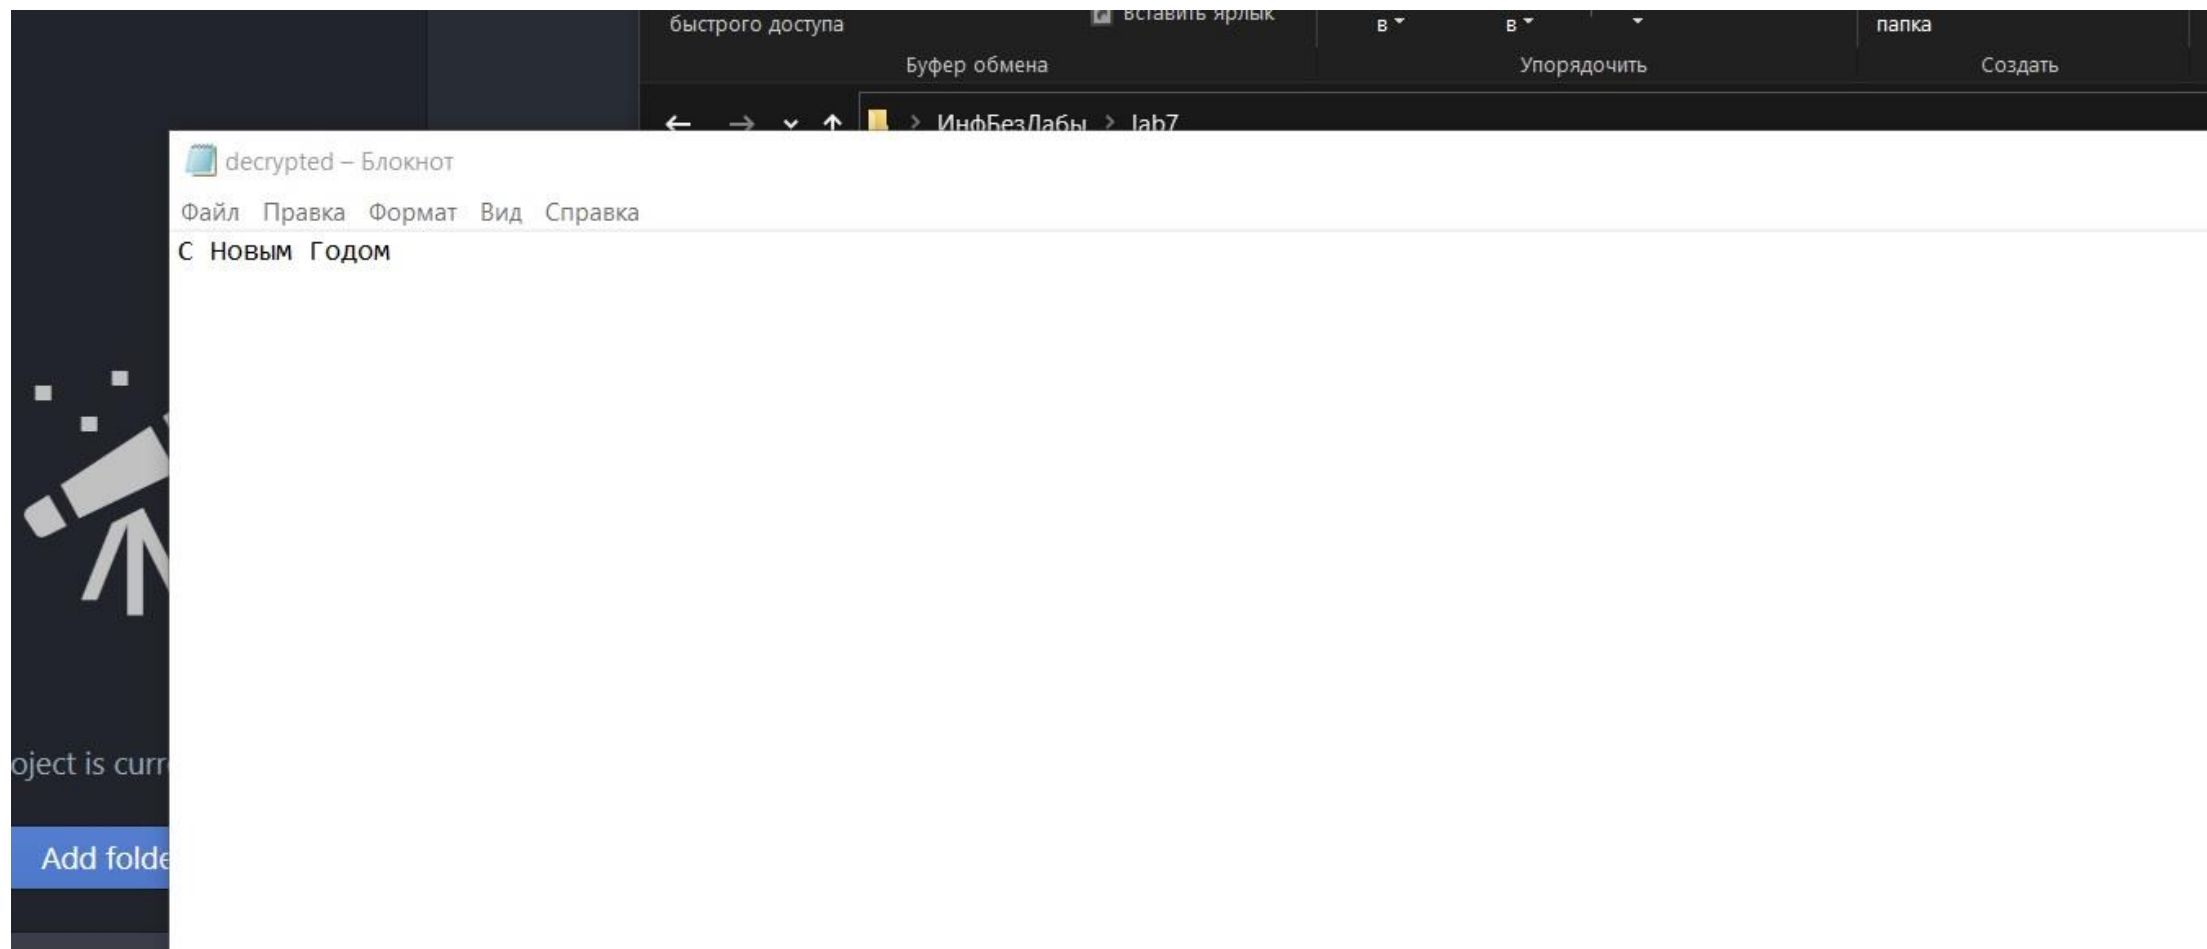 быстрого доступа
Вставить ярлык
в
в
папка
Буфер обмена
Упорядочить
Создать
ИнфБезЛабы > lab7
decrypted – Блокнот
Файл Правка Формат Вид Справка
С Новым Годом
oject is curr
Add folde